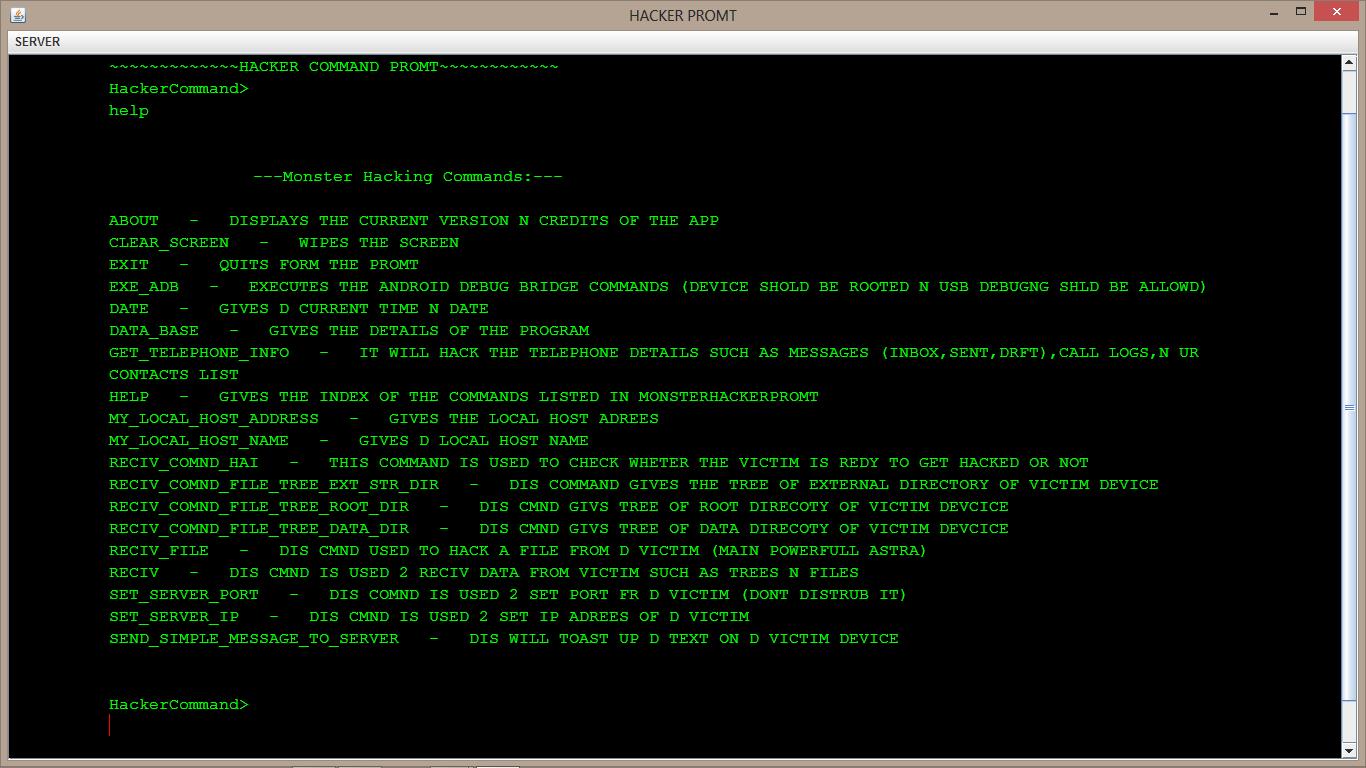 HACKER PROMT
SERVER
~~~~~~~~~~~~~HACKER COMMAND PROMT~~~~~~~~~~~~
HackerCommand>
help
---Monster Hacking Commands:---
ABOUT - DISPLAYS THE CURRENT VERSION N CREDITS OF THE APP
CLEAR_SCREEN - WIPES THE SCREEN
EXIT - QUITS FORM THE PROMT
EXE_ADB - EXECUTES THE ANDROID DEBUG BRIDGE COMMANDS (DEVICE SHOLD BE ROOTED N USB DEBUGNG SHLD BE ALLOWD)
DATE - GIVES D CURRENT TIME N DATE
DATA_BASE - GIVES THE DETAILS OF THE PROGRAM
GET_TELEPHONE_INFO - IT WILL HACK THE TELEPHONE DETAILS SUCH AS MESSAGES (INBOX,SENT,DRFT),CALL LOGS,N UR
CONTACTS LIST
HELP - GIVES THE INDEX OF THE COMMANDS LISTED IN MONSTERHACKERPROMT
MY_LOCAL_HOST_ADDRESS - GIVES THE LOCAL HOST ADREES
MY_LOCAL_HOST_NAME - GIVES D LOCAL HOST NAME
RECIV_COMND_HAI - THIS COMMAND IS USED TO CHECK WHETER THE VICTIM IS REDY TO GET HACKED OR NOT
RECIV_COMND_FILE_TREE_EXT_STR_DIR - DIS COMMAND GIVES THE TREE OF EXTERNAL DIRECTORY OF VICTIM DEVICE
RECIV_COMND_FILE_TREE_ROOT_DIR - DIS CMND GIVS TREE OF ROOT DIRECOTY OF VICTIM DEVCICE
RECIV_COMND_FILE_TREE_DATA_DIR - DIS CMND GIVS TREE OF DATA DIRECOTY OF VICTIM DEVCICE
RECIV_FILE - DIS CMND USED TO HACK A FILE FROM D VICTIM (MAIN POWERFULL ASTRA)
RECIV - DIS CMND IS USED 2 RECIV DATA FROM VICTIM SUCH AS TREES N FILES
SET_SERVER_PORT - DIS COMND IS USED 2 SET PORT FR D VICTIM (DONT DISTRUB IT)
SET_SERVER_IP - DIS CMND IS USED 2 SET IP ADREES OF D VICTIM
SEND_SIMPLE_MESSAGE_TO_SERVER - DIS WILL TOAST UP D TEXT ON D VICTIM DEVICE
HackerCommand>